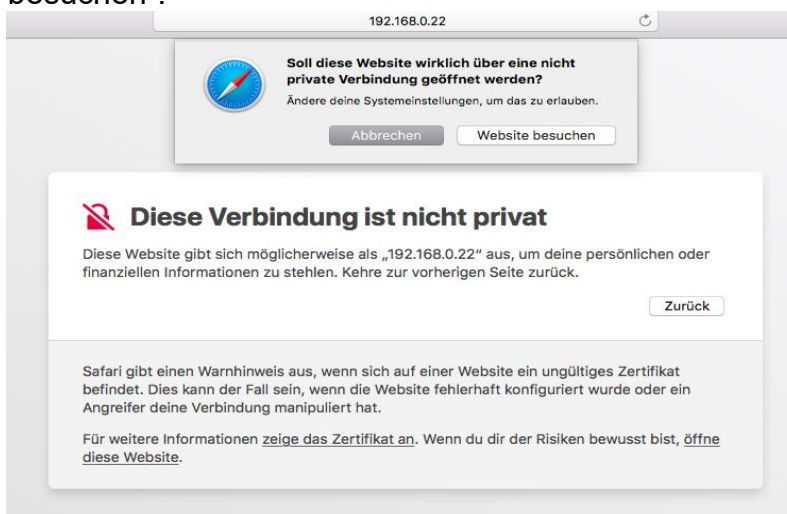 besuchen“.
192.168.0.22
Soll diese Website wirklich über eine nicht
private Verbindung geöffnet werden?
Ändere deine Systemeinstellungen, um das zu erlauben.
Abbrechen
Website besuchen
Diese Verbindung ist nicht privat
Diese Website gibt sich möglicherweise als „192.168.0.22“ aus, um deine persönlichen oder
finanziellen Informationen zu stehlen. Kehre zur vorherigen Seite zurück.
Zurück
Safari gibt einen Warnhinweis aus, wenn sich auf einer Website ein ungültiges Zertifikat
befindet. Dies kann der Fall sein, wenn die Website fehlerhaft konfiguriert wurde oder ein
Angreifer deine Verbindung manipuliert hat.
Für weitere Informationen zeige das Zertifikat an. Wenn du dir der Risiken bewusst bist, öffne
diese Website.